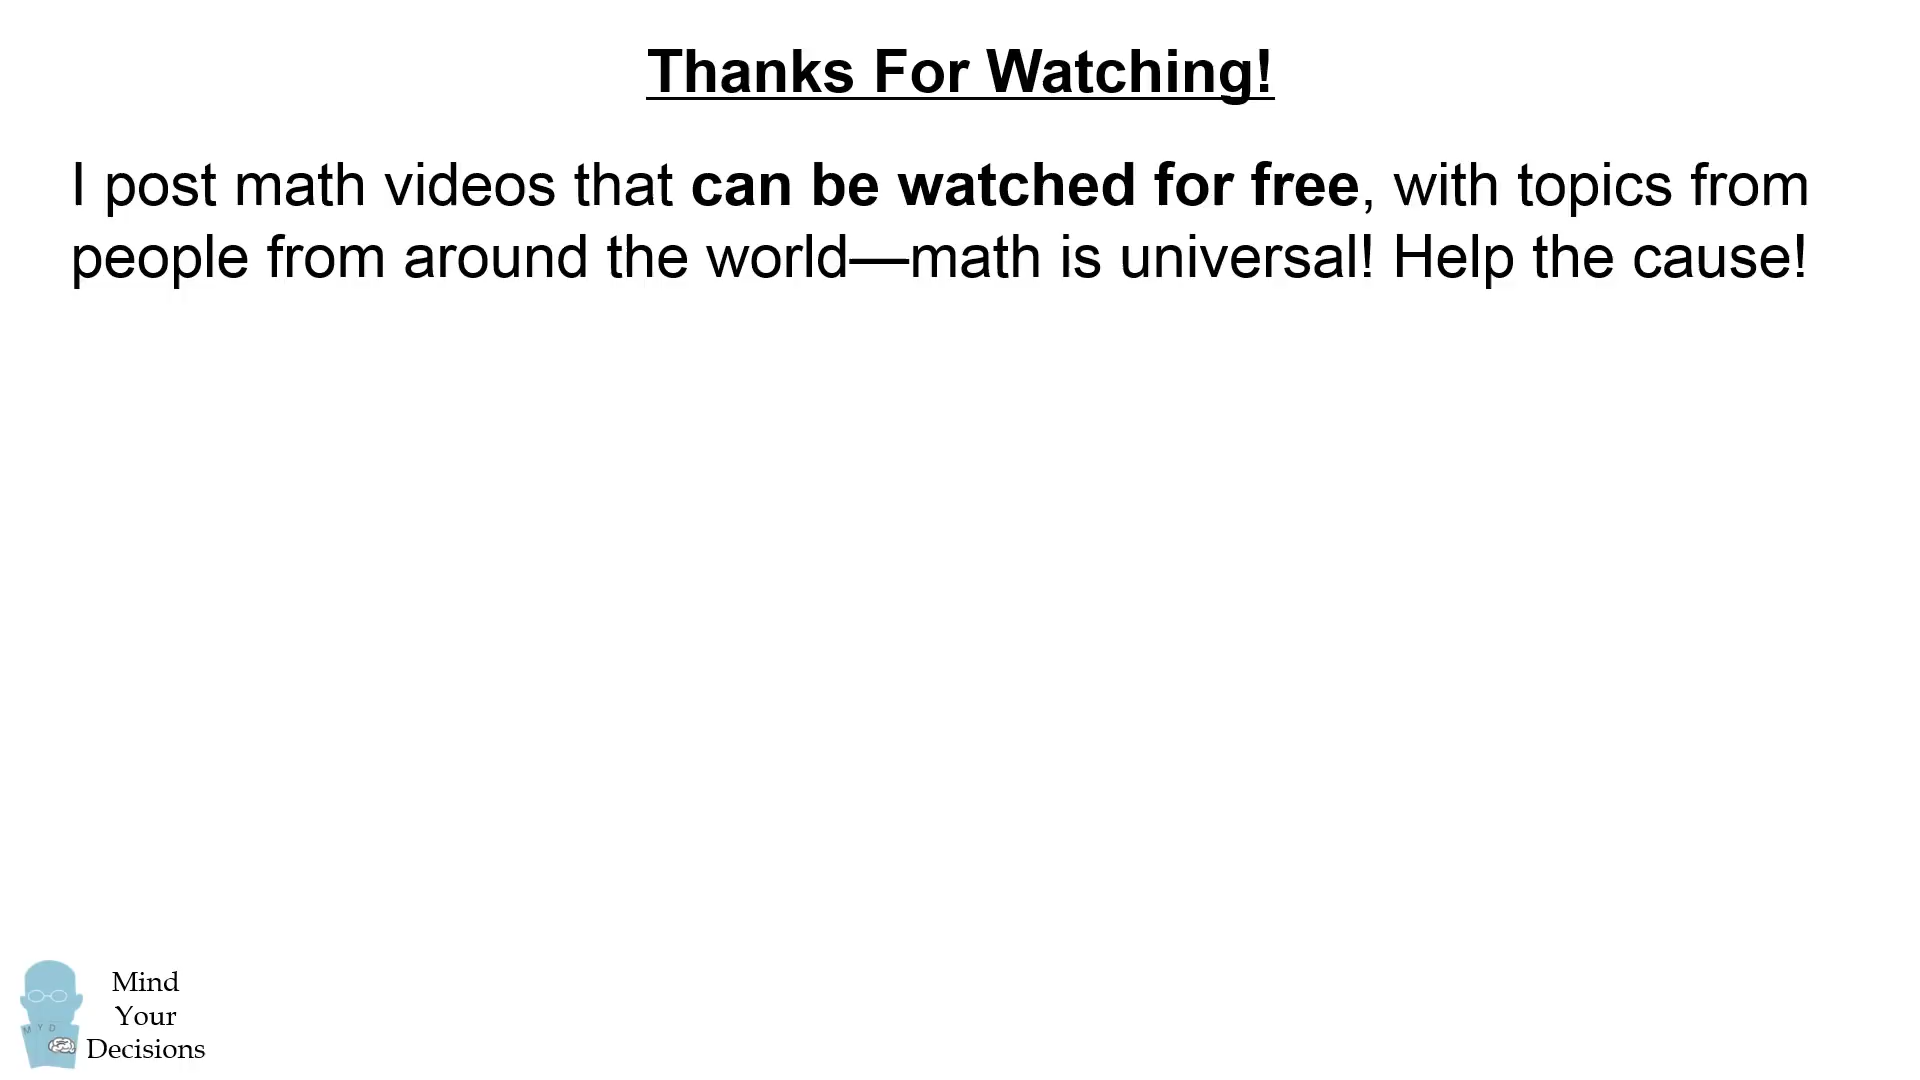 Thanks For Watching!
I post math videos that can be watched for free, with topics from
people from around the world—math is universal! Help the cause!
M Y D
Mind
Your
Decisions